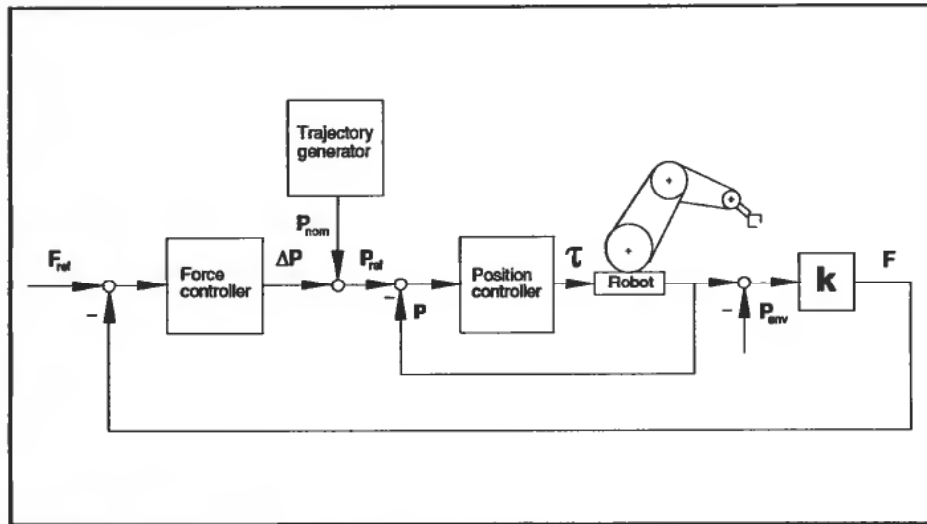 Trajectory
generator
P_nom
F_ref
Force
controller
ΔP
P_ref
Position
controller
τ
Robot
k
F
P
P_env
−
−
−